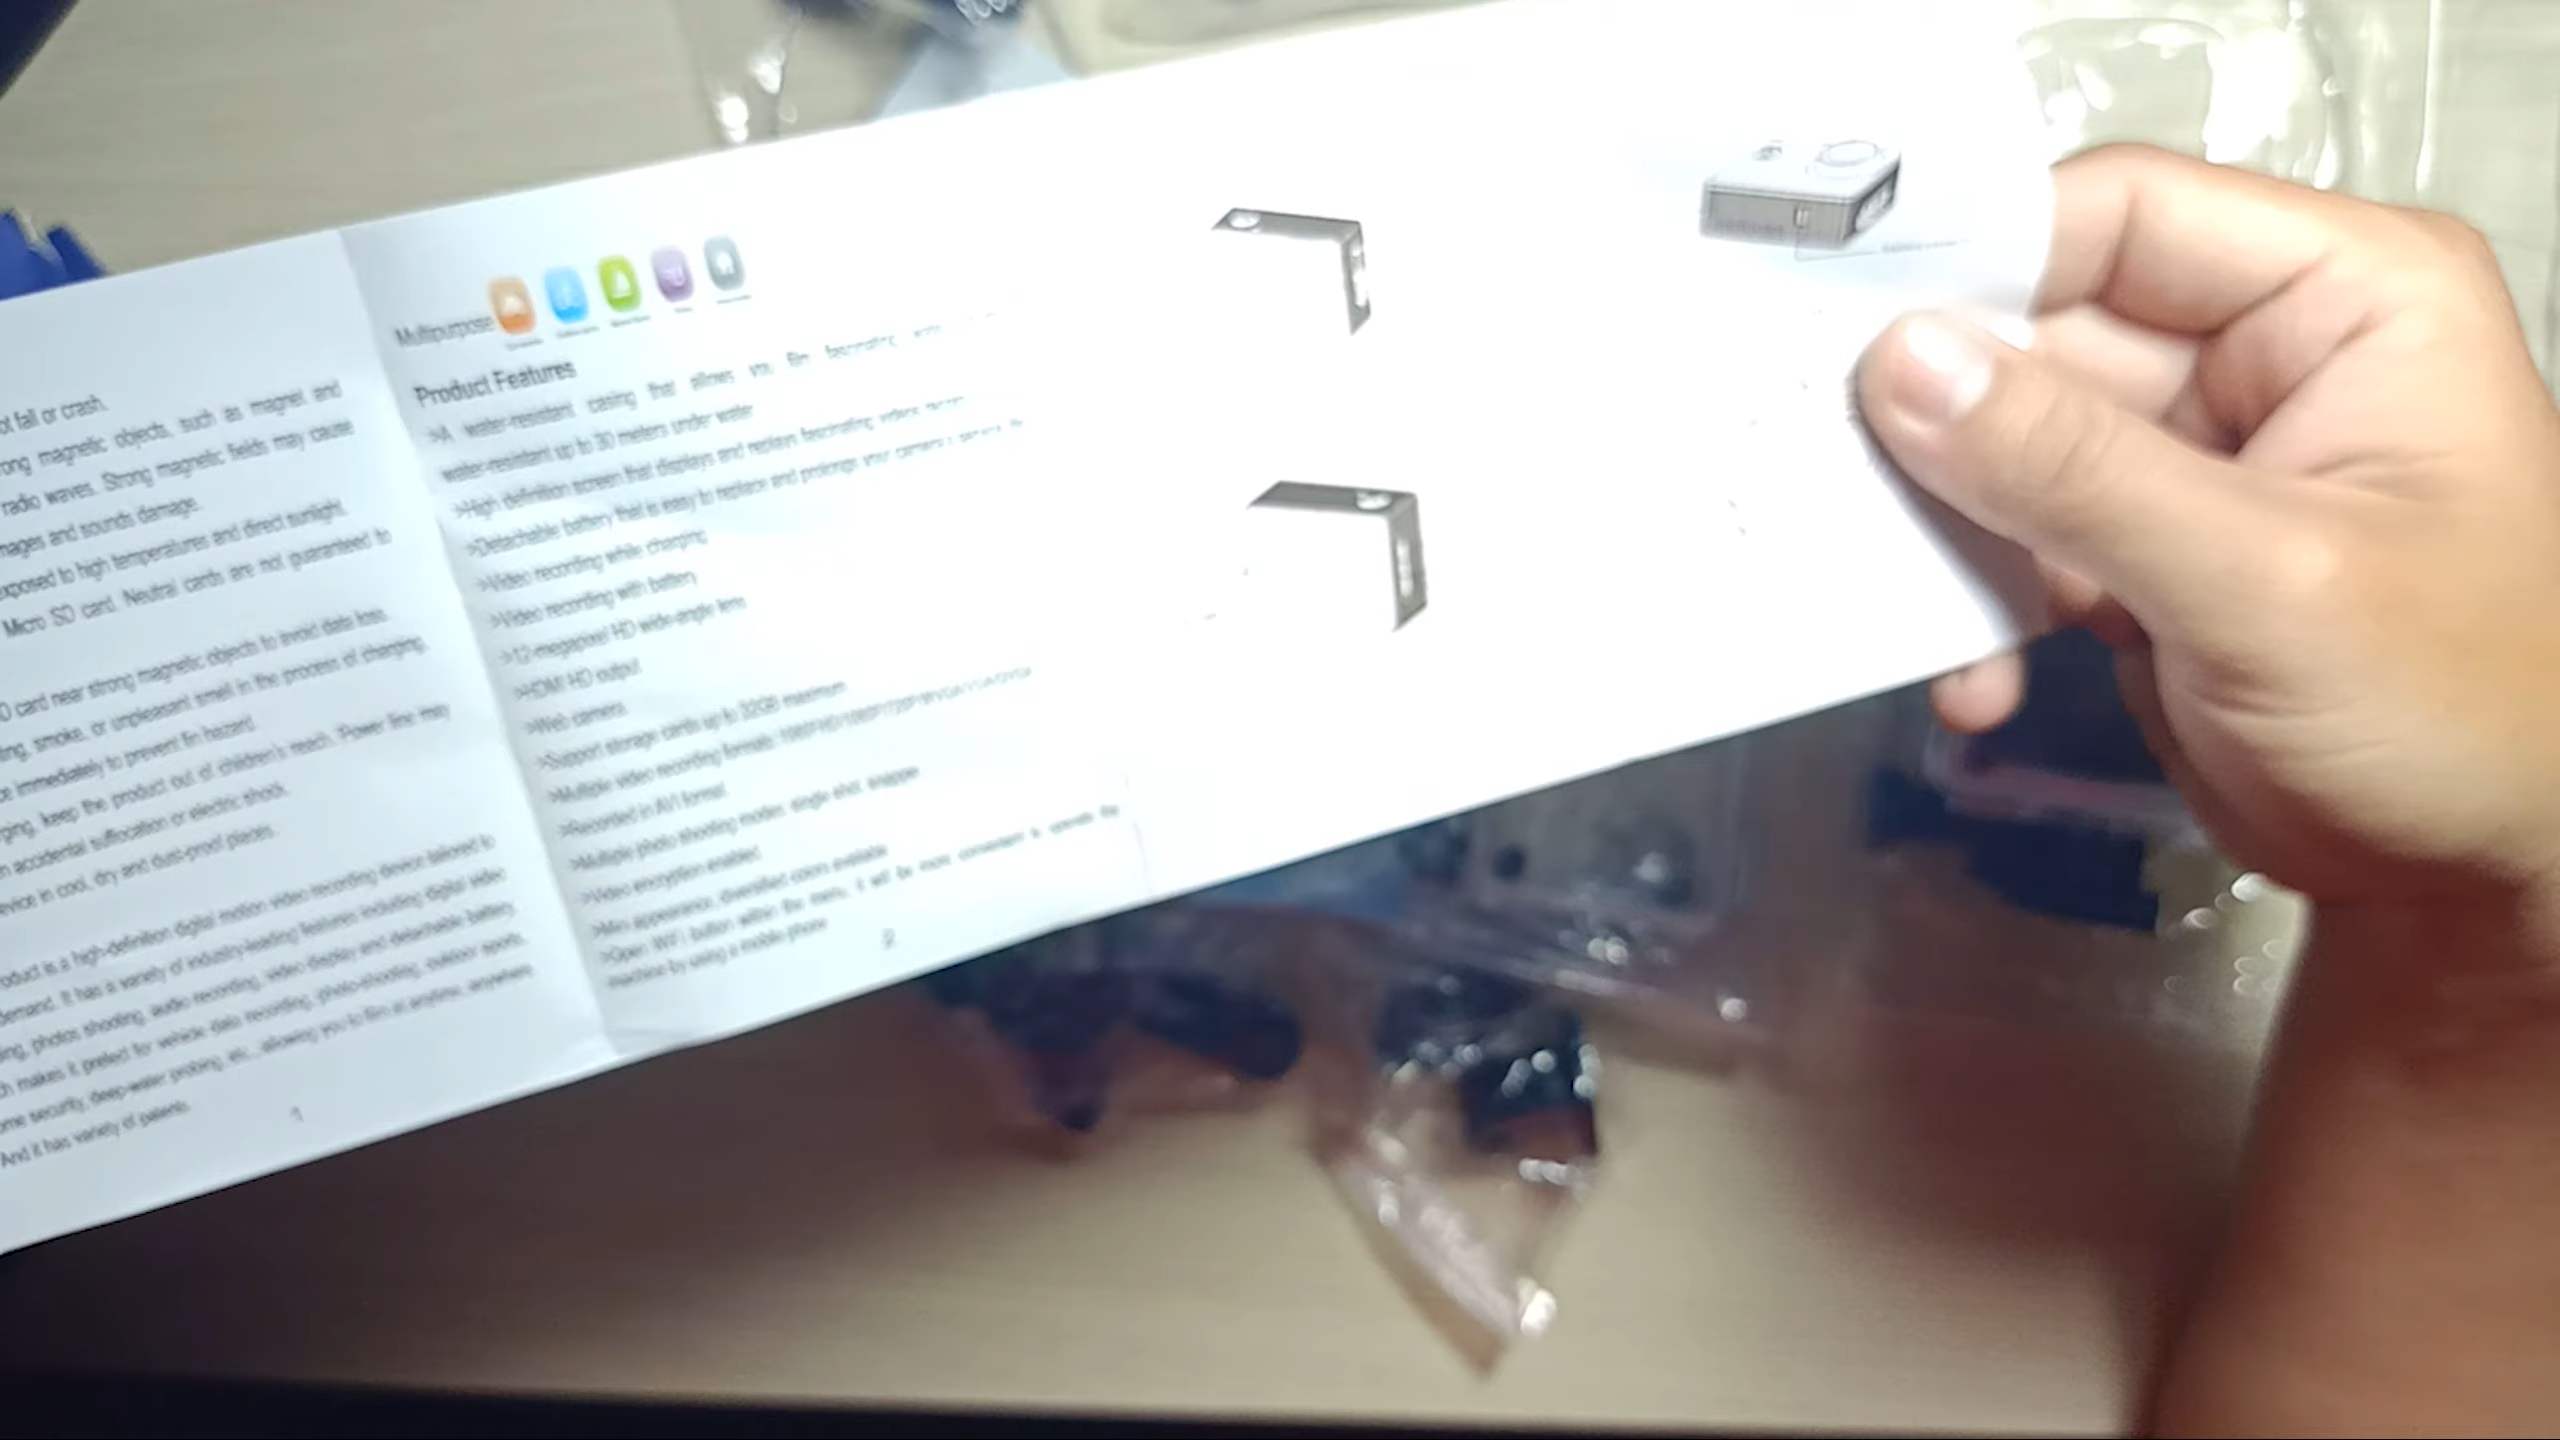 ot fall or crash.
ong magnetic objects, such as magnet and
radio waves. Strong magnetic fields may cause
mages and sounds damage.
exposed to high temperatures and direct sunlight.
Micro SD card. Neutral cards are not guaranteed to
D card near strong magnetic objects to avoid data loss.
ting, smoke, or unpleasant smell in the process of charging,
ce immediately to prevent fin hazard.
rging, keep the product out of children's reach. Power line may
n accidental suffocation or electric shock.
evice in cool, dry and dust-proof places.
roduct is a high-definition digital motion video recording device tailored to
demand. It has a variety of industry-leading features including digital video
ding, photos shooting, audio recording, video display and detachable battery,
ch makes it prefect for vehicle data recording, photo-shooting, outdoor sports,
ome security, deep-water probing, etc., allowing you to film at anytime, anywhere
And it has variety of patents.
1
Multipurpose
Product Features
>A water-resistant casing that allows you film fascinating
water-resistant up to 30 meters under water
>High definition screen that displays and replays fascinating videos
>Detachable battery that is easy to replace and prolongs your camera's service
>Video recording while charging
>Video recording with battery
>12-megapixel HD wide-angle lens
>HDMI HD output
>Web camera
>Support storage cards up to 32GB maximum
>Multiple video recording formats:
>Recorded in AVI format
>Multiple photo shooting modes: single shot, snapper
>Video encryption enabled
>Mini appearance, diversified colors available
>Open WiFi button within the menu, it will be more convenient to operate the
machine by using a mobile phone
2